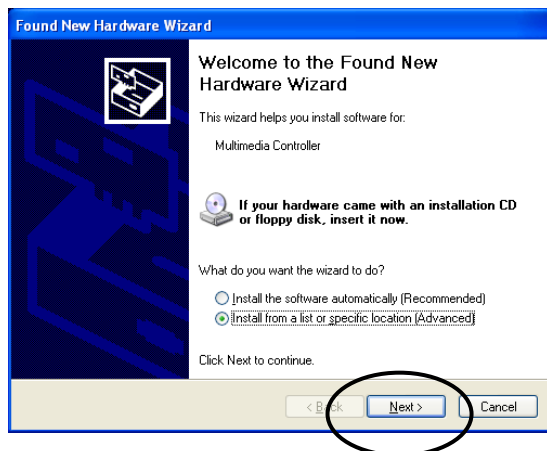 Found New Hardware Wizard
Welcome to the Found New
Hardware Wizard
This wizard helps you install software for:
Multimedia Controller
If your hardware came with an installation CD
or floppy disk, insert it now.
What do you want the wizard to do?
Install the software automatically (Recommended)
Install from a list or specific location (Advanced)
Click Next to continue.
< Back Next > Cancel